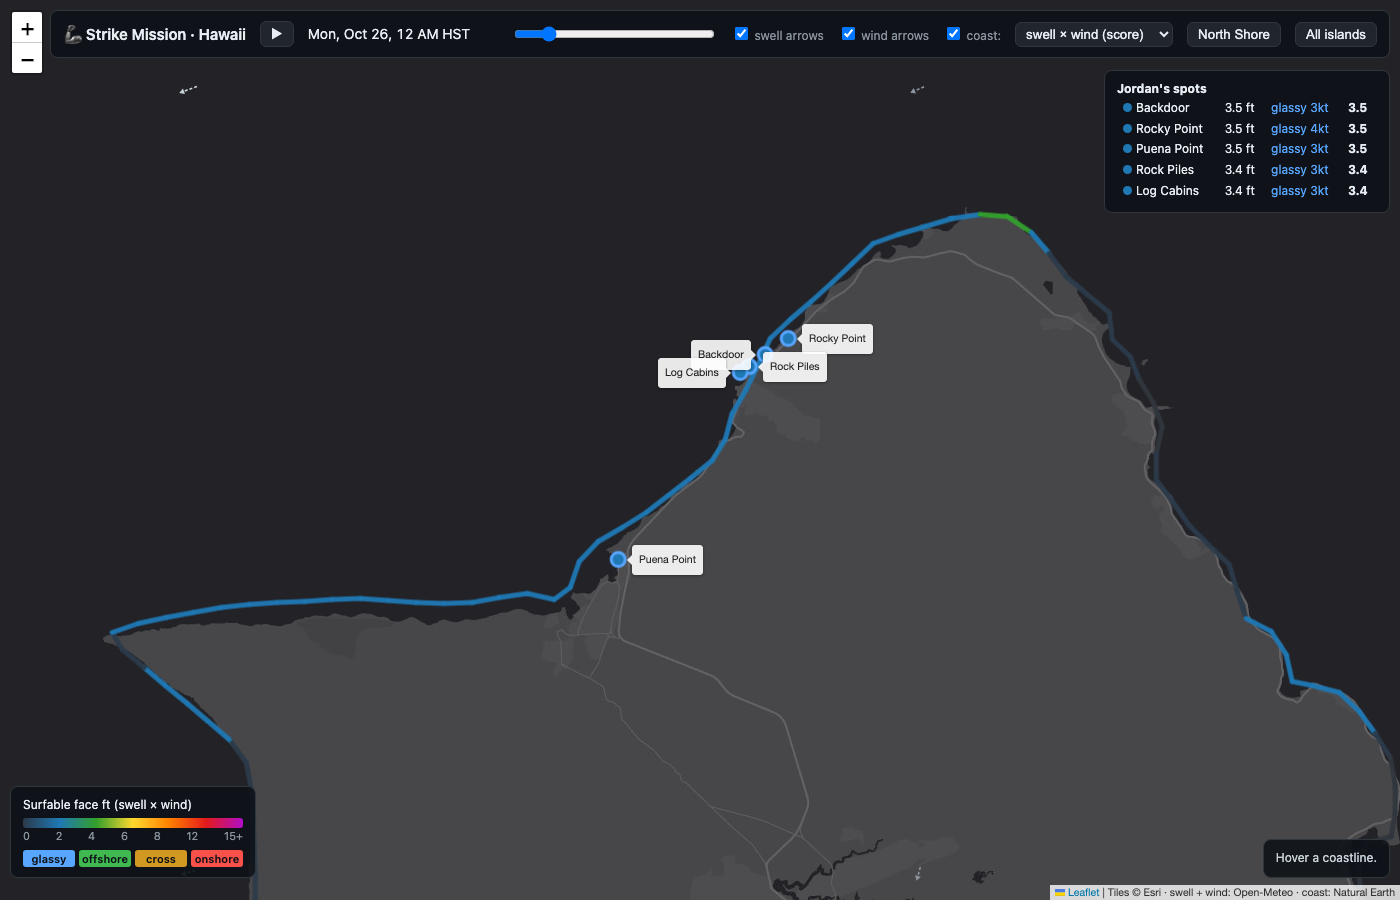 +
−
Strike Mission · Hawaii
Mon, Oct 26, 12 AM HST
swell arrows
wind arrows
coast:
swell × wind (score)
North Shore
All islands
Jordan's spots
Backdoor 3.5 ft glassy 3kt 3.5
Rocky Point 3.5 ft glassy 4kt 3.5
Puena Point 3.5 ft glassy 3kt 3.5
Rock Piles 3.4 ft glassy 3kt 3.4
Log Cabins 3.4 ft glassy 3kt 3.4
Rocky Point
Backdoor
Rock Piles
Log Cabins
Puena Point
Surfable face ft (swell × wind)
0 2 4 6 8 12 15+
glassy offshore cross onshore
Hover a coastline.
Leaflet | Tiles © Esri · swell + wind: Open-Meteo · coast: Natural Earth